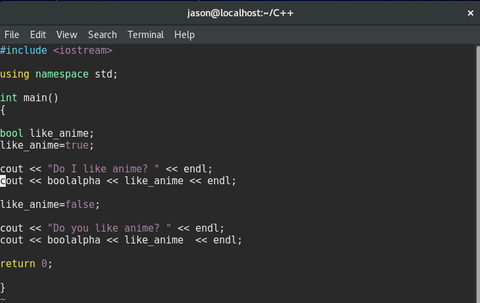 jason@localhost:~/C++
File Edit View Search Terminal Help
#include <iostream>
using namespace std;
int main()
{
bool like_anime;
like_anime=true;
cout << "Do I like anime? " << endl;
cout << boolalpha << like_anime << endl;
like_anime=false;
cout << "Do you like anime? " << endl;
cout << boolalpha << like_anime  << endl;
return 0;
}
~